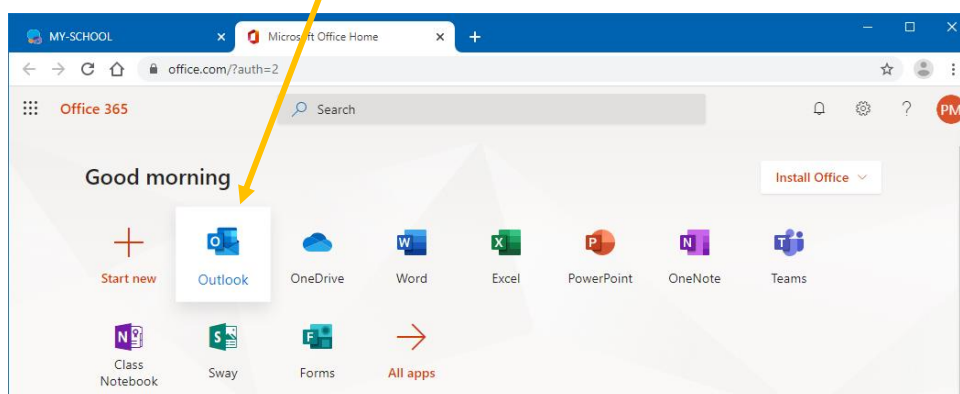 MY-SCHOOL
Microsoft Office Home
office.com/?auth=2
Office 365
Search
?
PM
Good morning
Install Office
Start new
Outlook
OneDrive
Word
Excel
PowerPoint
OneNote
Teams
Class
Notebook
Sway
Forms
All apps